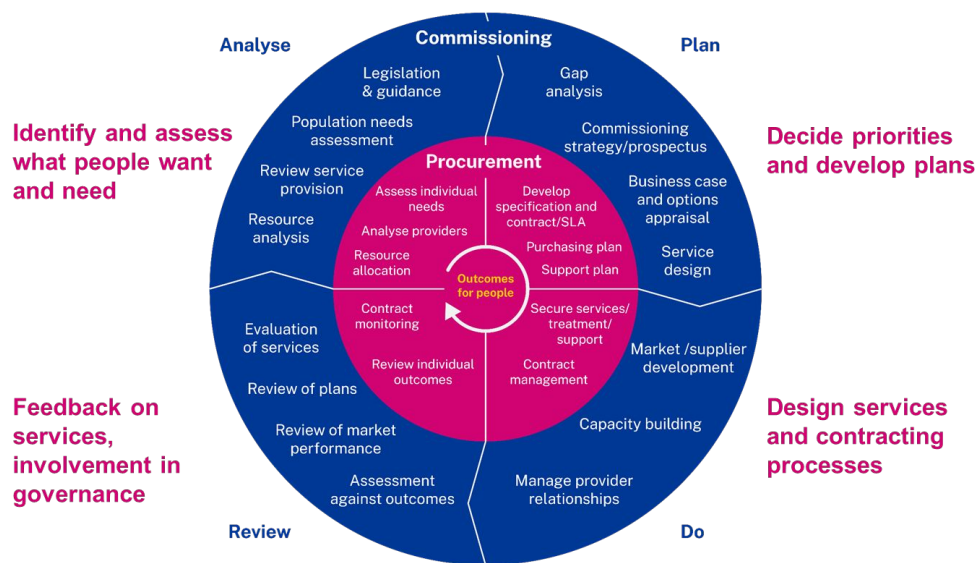 Analyse
Commissioning
Plan
Legislation
& guidance
Population needs
assessment
Review service
provision
Resource
analysis
Gap
analysis
Commissioning
strategy/prospectus
Business case
and options
appraisal
Service
design
Identify and assess
what people want
and need
Decide priorities
and develop plans
Procurement
Assess individual
needs
Analyse providers
Resource
allocation
Develop
specification and
contract/SLA
Purchasing plan
Support plan
Outcomes
for people
Contract
monitoring
Review individual
outcomes
Secure services/
treatment/
support
Contract
management
Evaluation
of services
Review of plans
Review of market
performance
Assessment
against outcomes
Market /supplier
development
Capacity building
Manage provider
relationships
Feedback on
services,
involvement in
governance
Design services
and contracting
processes
Review
Do